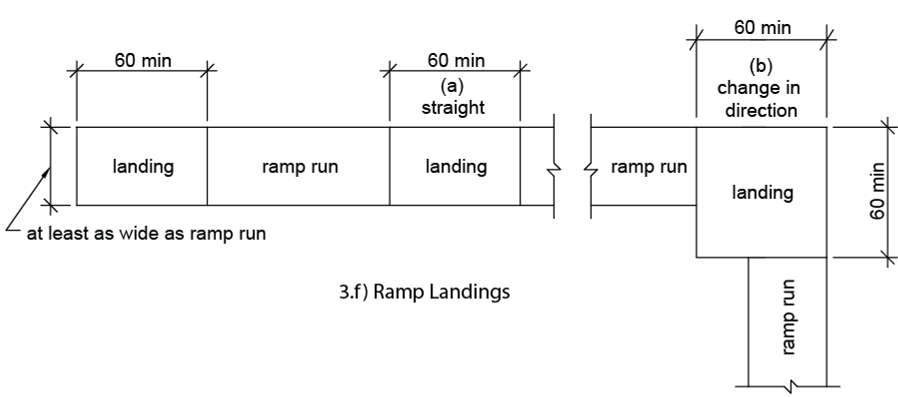 60 min
60 min
(a)
straight
60 min
(b)
change in
direction
landing
ramp run
landing
ramp run
landing
60 min
at least as wide as ramp run
ramp run
3.f) Ramp Landings